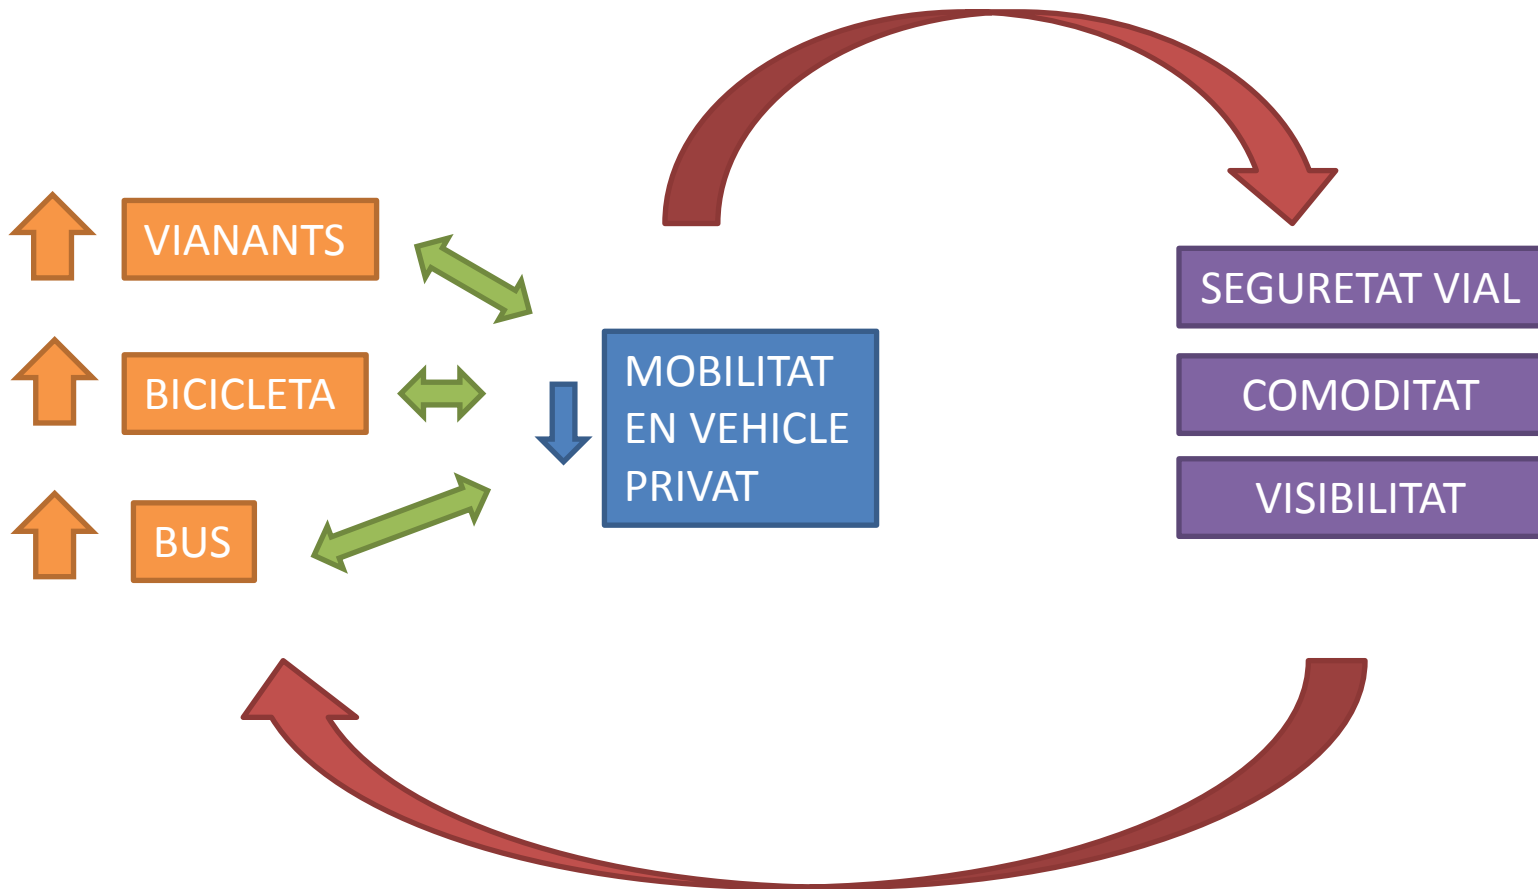 VIANANTS
BICICLETA
BUS
MOBILITAT
EN VEHICLE
PRIVAT
SEGURETAT VIAL
COMODITAT
VISIBILITAT